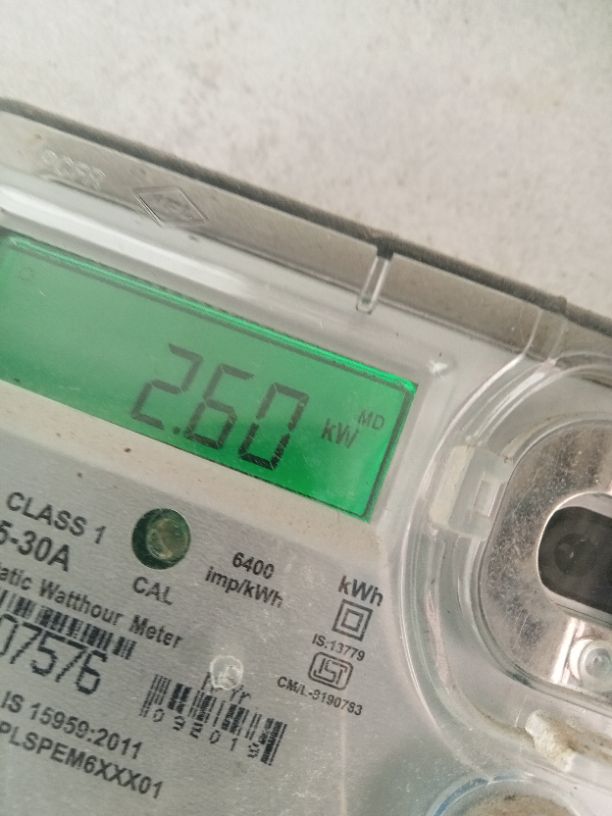 2.60 kW MD
CLASS 1
5-30A
CAL
6400
imp/kWh
kWh
atic Watthour Meter
07576
IS.13779
CM/L-8190783
IS 15959:2011
PLSPEM6XXX01